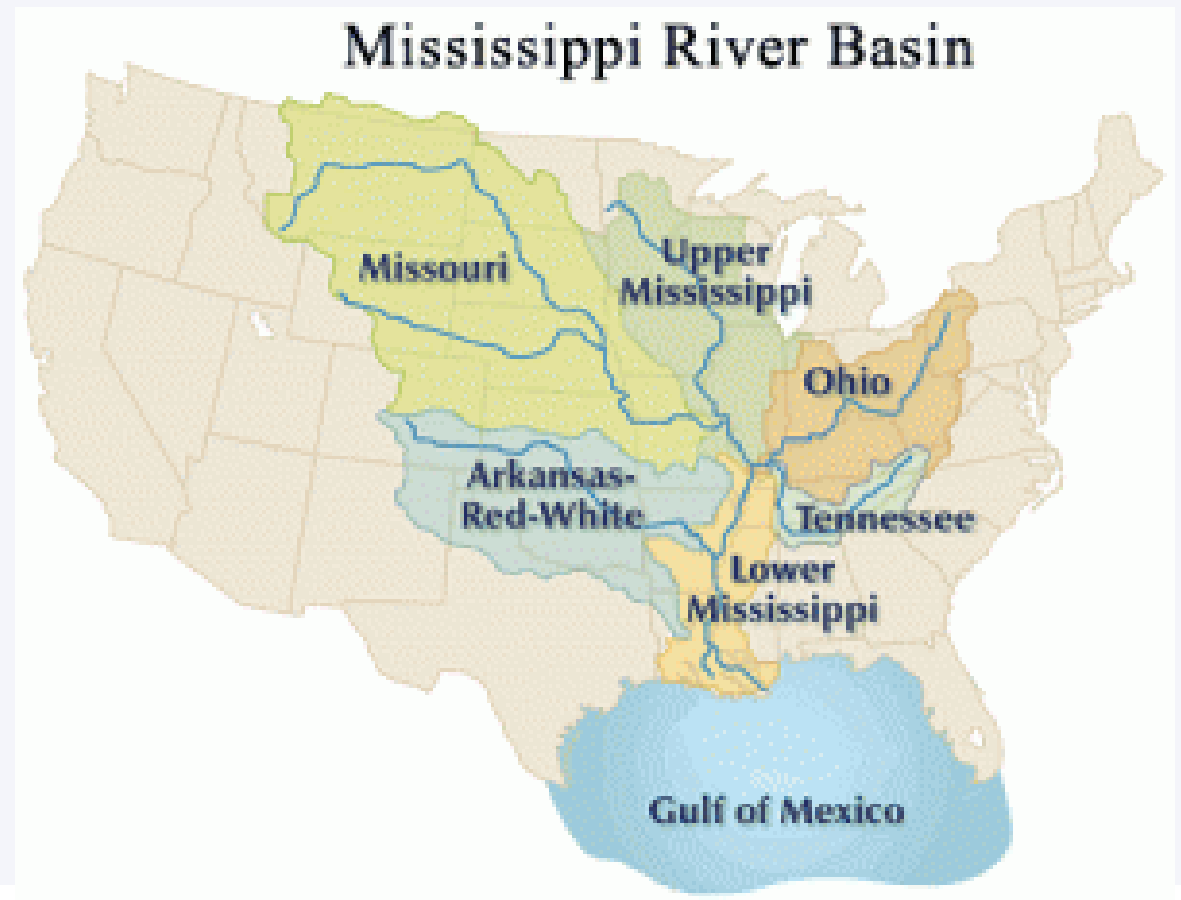 Mississippi River Basin
Missouri
Upper
Mississippi
Ohio
Arkansas-
Red-White
Tennessee
Lower
Mississippi
Gulf of Mexico